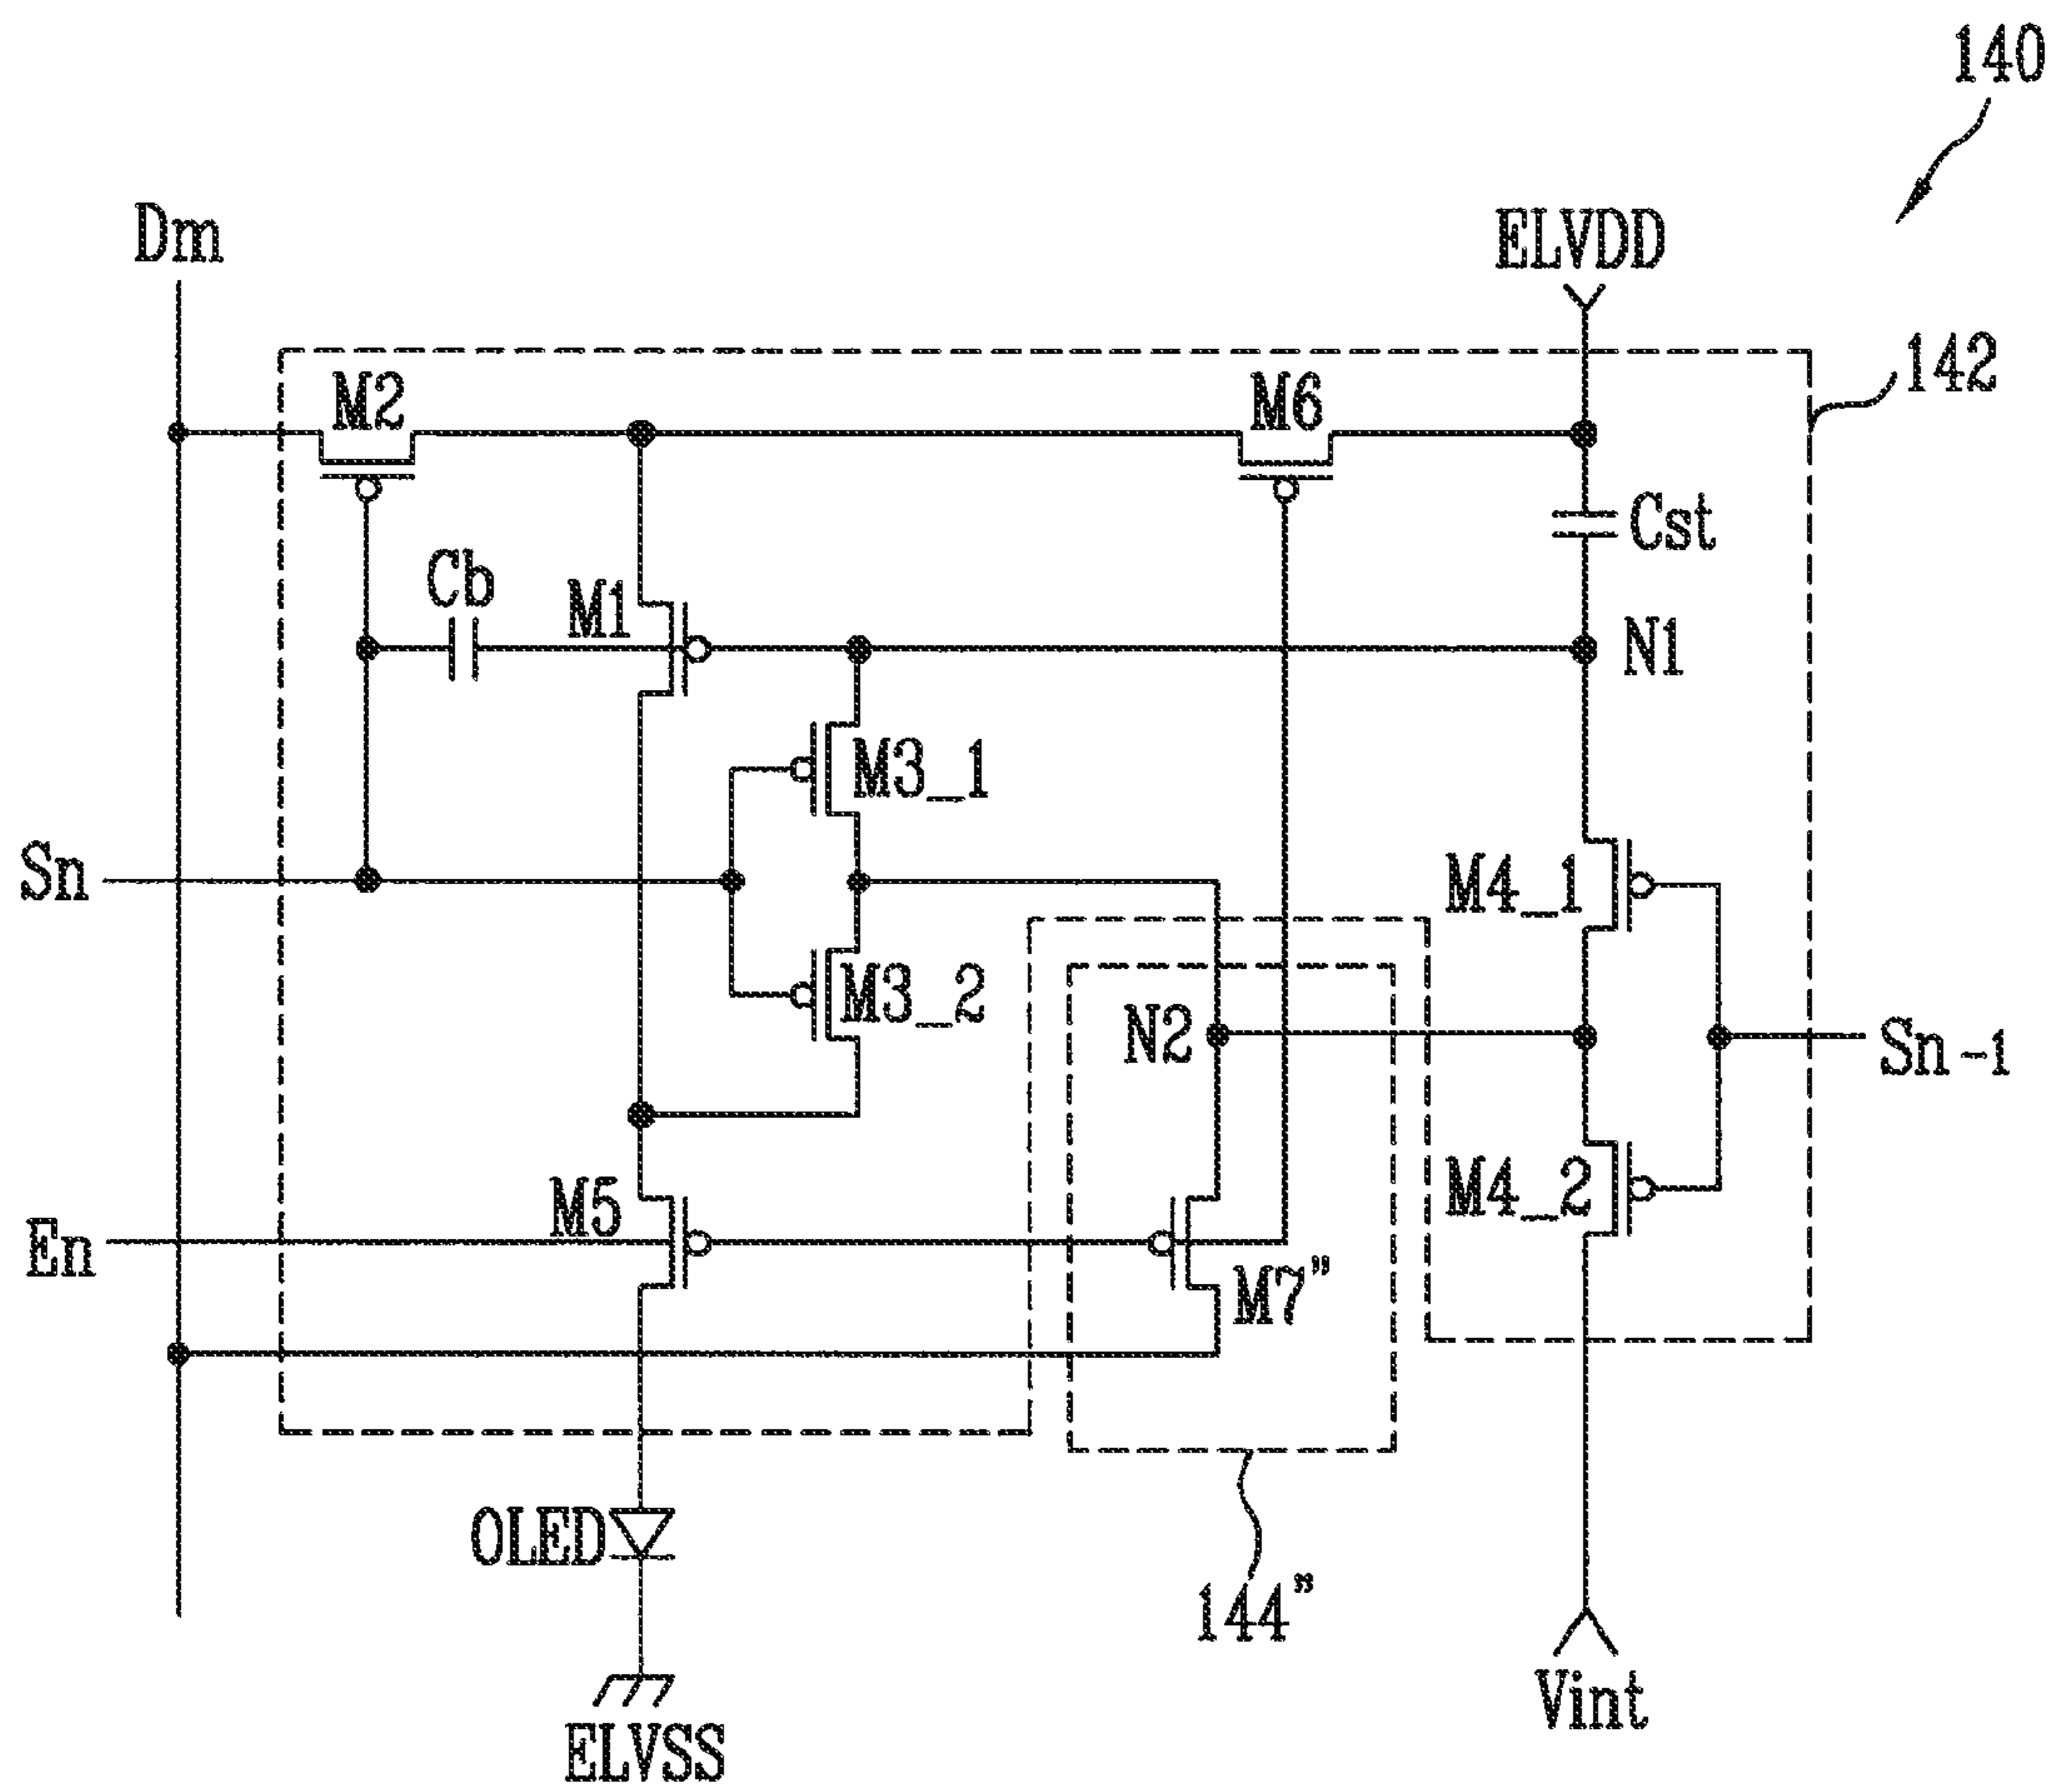 140
Dm
ELVDD
142
M2
M6
Cst
Cb
M1
N1
M3_1
Sn
M4_1
M3_2
N2
Sn-1
M5
M4_2
En
M7”
OLED
144”
Vint
ELVSS